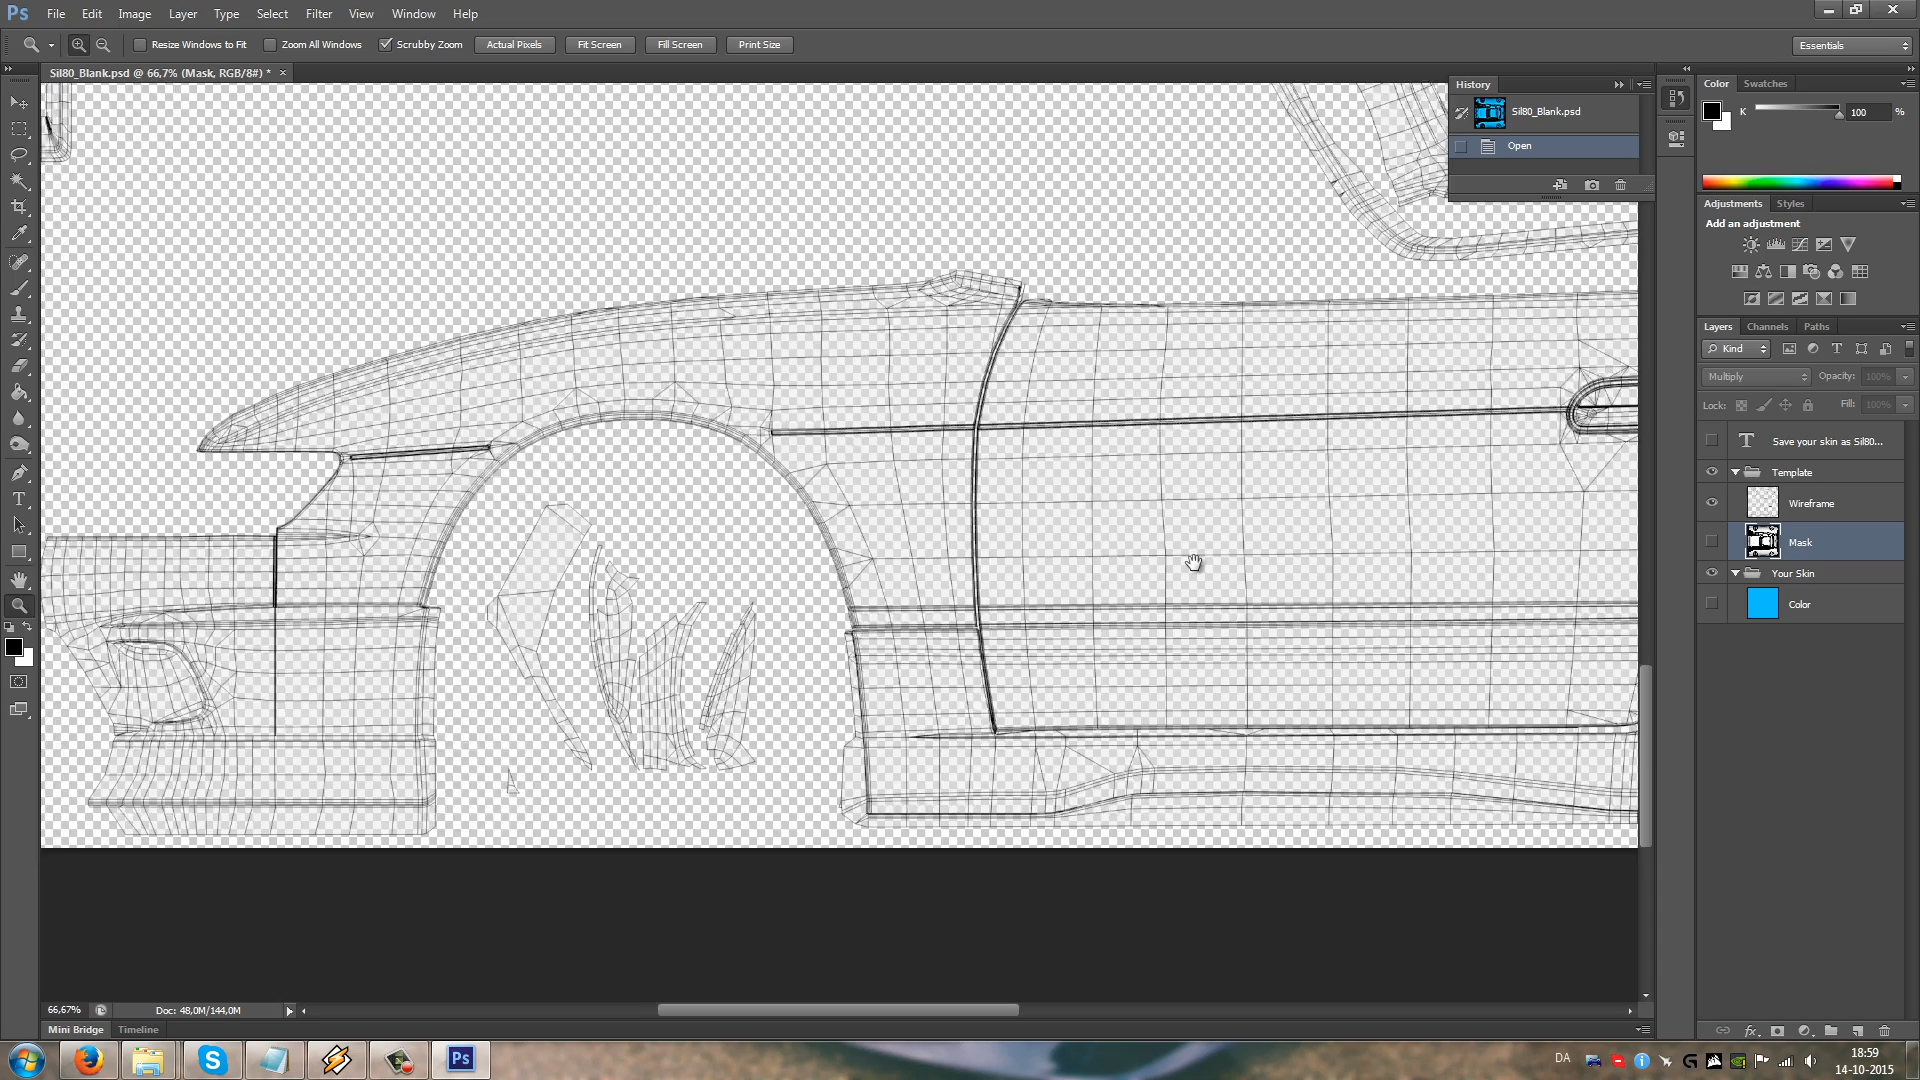 Ps File Edit Image Layer Type Select Filter View Window Help
Resize Windows to Fit Zoom All Windows Scrubby Zoom Actual Pixels Fit Screen Fill Screen Print Size Essentials
Sil80_Blank.psd @ 66,7% (Mask, RGB/8#) *
History
Sil80_Blank.psd
Open
Color Swatches
K 100 %
Adjustments Styles
Add an adjustment
Layers Channels Paths
Kind
Multiply Opacity: 100%
Lock: Fill: 100%
Save your skin as Sil80...
Template
Wireframe
Mask
Your Skin
Color
66,67% Doc: 48,0M/144,0M
Mini Bridge Timeline
Ps
DA
18:59
14-10-2015